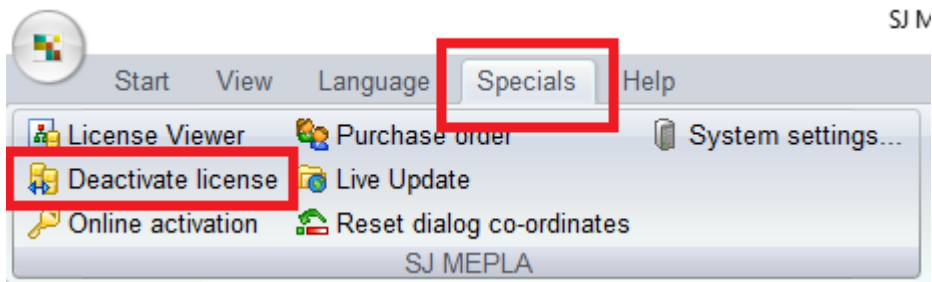 SJ M
Start View Language Specials Help
License Viewer Purchase order System settings...
Deactivate license Live Update
Online activation Reset dialog co-ordinates
SJ MEPLA